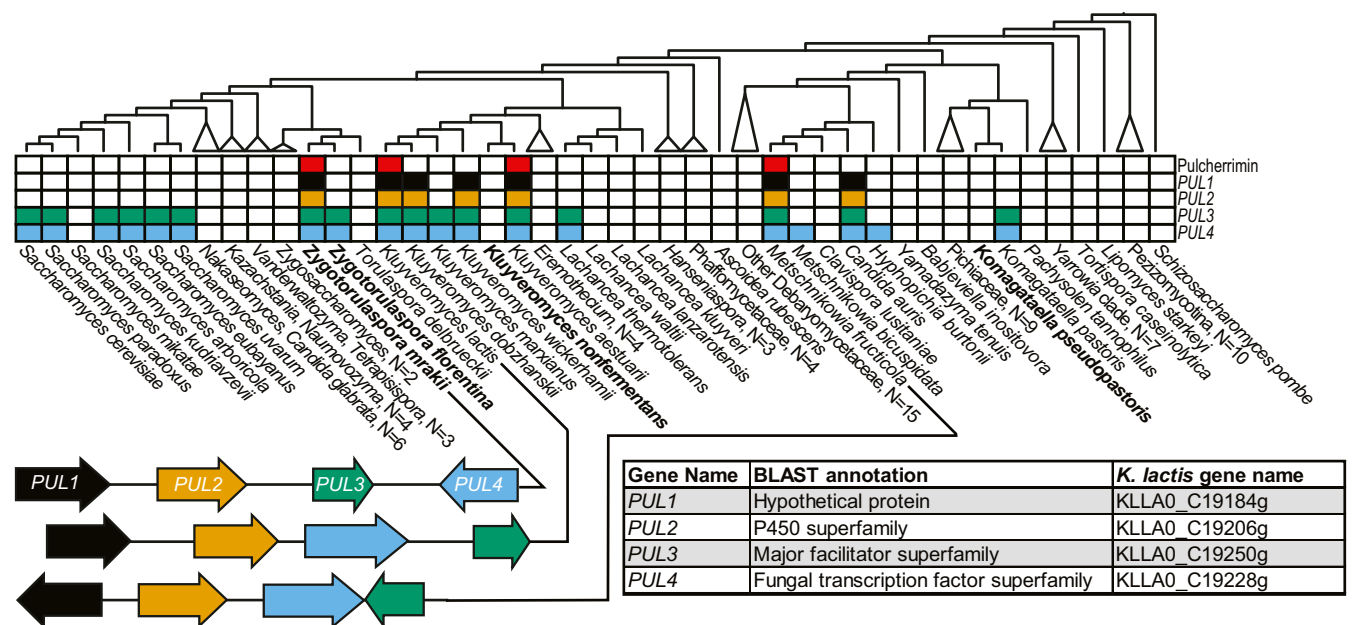 Pulcherrimin
PUL1
PUL2
PUL3
PUL4
Saccharomyces cerevisiae
Saccharomyces paradoxus
Saccharomyces mikatae
Saccharomyces kudriavzevii
Saccharomyces arboricola
Saccharomyces eubayanus
Saccharomyces uvarum
Nakaseomyces, Candida glabrata, N=6
Kazachstania, Naumovozyma, N=4
Vanderwaltozyma, Tetrapisispora, N=3
Zygosaccharomyces, N=2
Zygotorulaspora mrakii
Zygotorulaspora florentina
Torulaspora delbrueckii
Kluyveromyces lactis
Kluyveromyces dobzhanskii
Kluyveromyces marxianus
Kluyveromyces wickerhamii
Kluyveromyces nonfermentans
Kluyveromyces aestuarii
Eremothecium, N=4
Lachancea thermotolerans
Lachancea waltii
Lachancea lanzarotensis
Lachancea kluyveri
Hanseniaspora, N=3
Phaffomycetaceae, N=4
Ascoidea rubescens
Other Debaryomycetaceae, N=15
Metschnikowia fructicola
Metschnikowia bicuspidata
Clavispora lusitaniae
Candida auris
Hyphopichia burtonii
Yamadazyma tenuis
Babjeviella inositovora
Pichiaceae, N=9
Komagataella pseudopastoris
Komagataella pastoris
Pachysolen tannophilus
Yarrowia clade, N=7
Tortispora caseinolytica
Lipomyces starkeyi
Pezizomycotina, N=10
Schizosaccharomyces pombe
PUL1 PUL2 PUL3 PUL4
Gene Name BLAST annotation K. lactis gene name
PUL1 Hypothetical protein KLLA0_C19184g
PUL2 P450 superfamily KLLA0_C19206g
PUL3 Major facilitator superfamily KLLA0_C19250g
PUL4 Fungal transcription factor superfamily KLLA0_C19228g